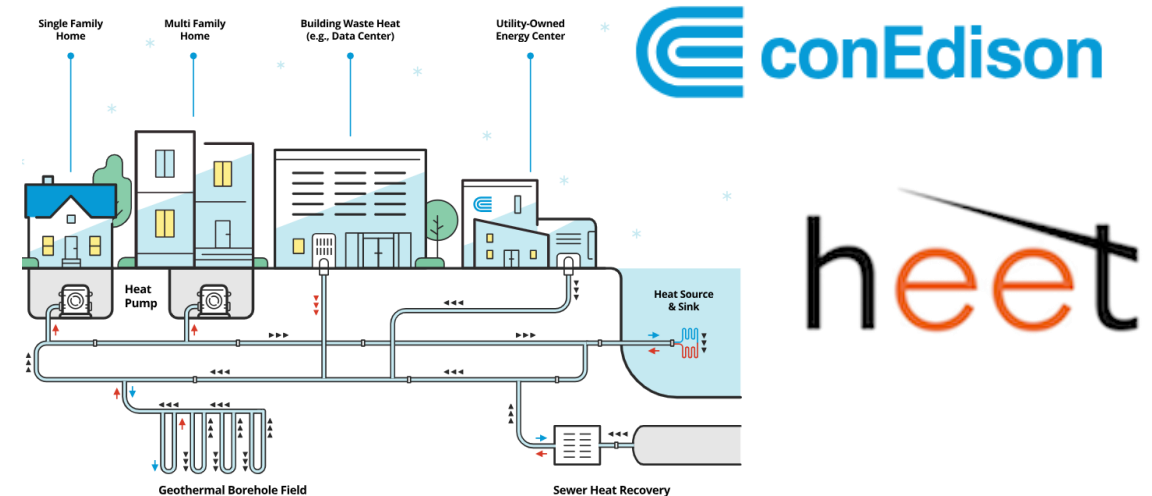 Single Family
Home
Multi Family
Home
Building Waste Heat
(e.g., Data Center)
Utility-Owned
Energy Center
conEdison
heet
Heat
Pump
Heat Source
& Sink
Geothermal Borehole Field
Sewer Heat Recovery